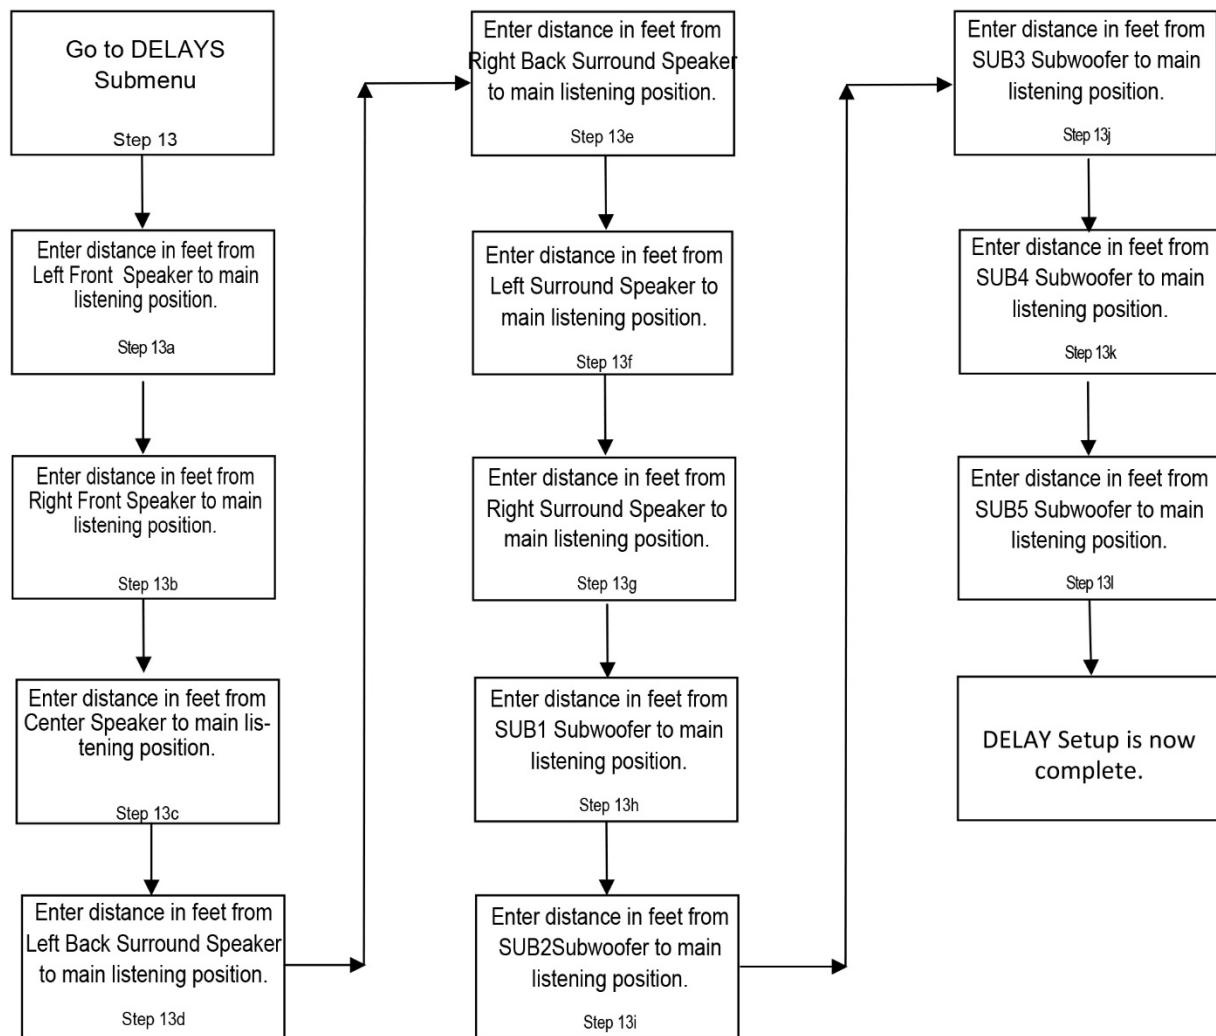 Go to DELAYS
Submenu
Step 13
Enter distance in feet from
Left Front Speaker to main
listening position.
Step 13a
Enter distance in feet from
Right Front Speaker to main
listening position.
Step 13b
Enter distance in feet from
Center Speaker to main lis-
tening position.
Step 13c
Enter distance in feet from
Left Back Surround Speaker
to main listening position.
Step 13d
Enter distance in feet from
Right Back Surround Speaker
to main listening position.
Step 13e
Enter distance in feet from
Left Surround Speaker to
main listening position.
Step 13f
Enter distance in feet from
Right Surround Speaker to
main listening position.
Step 13g
Enter distance in feet from
SUB1 Subwoofer to main
listening position.
Step 13h
Enter distance in feet from
SUB2Subwoofer to main
listening position.
Step 13i
Enter distance in feet from
SUB3 Subwoofer to main
listening position.
Step 13j
Enter distance in feet from
SUB4 Subwoofer to main
listening position.
Step 13k
Enter distance in feet from
SUB5 Subwoofer to main
listening position.
Step 13l
DELAY Setup is now
complete.